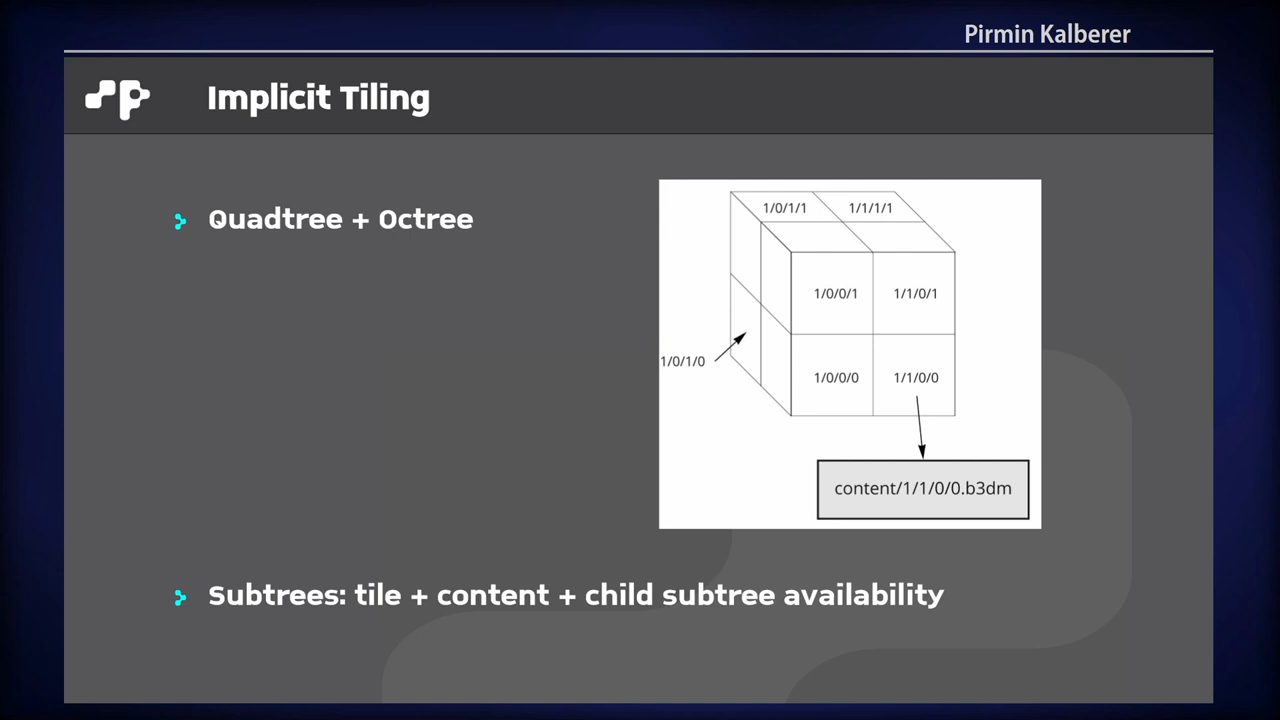 Pirmin Kalberer
Implicit Tiling
Quadtree + Octree
1/0/1/1 1/1/1/1
1/0/0/1 1/1/0/1
1/0/1/0
1/0/0/0 1/1/0/0
content/1/1/0/0.b3dm
Subtrees: tile + content + child subtree availability